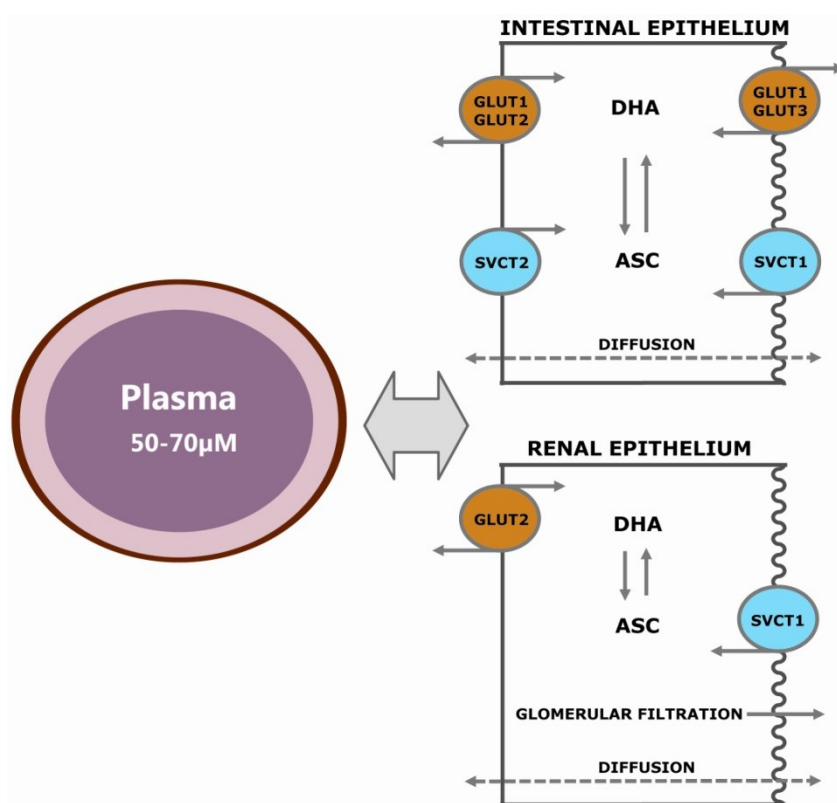 INTESTINAL EPITHELIUM
GLUT1
GLUT2
DHA
GLUT1
GLUT3
SVCT2
ASC
SVCT1
DIFFUSION
Plasma
50-70µM
RENAL EPITHELIUM
GLUT2
DHA
ASC
SVCT1
GLOMERULAR FILTRATION
DIFFUSION